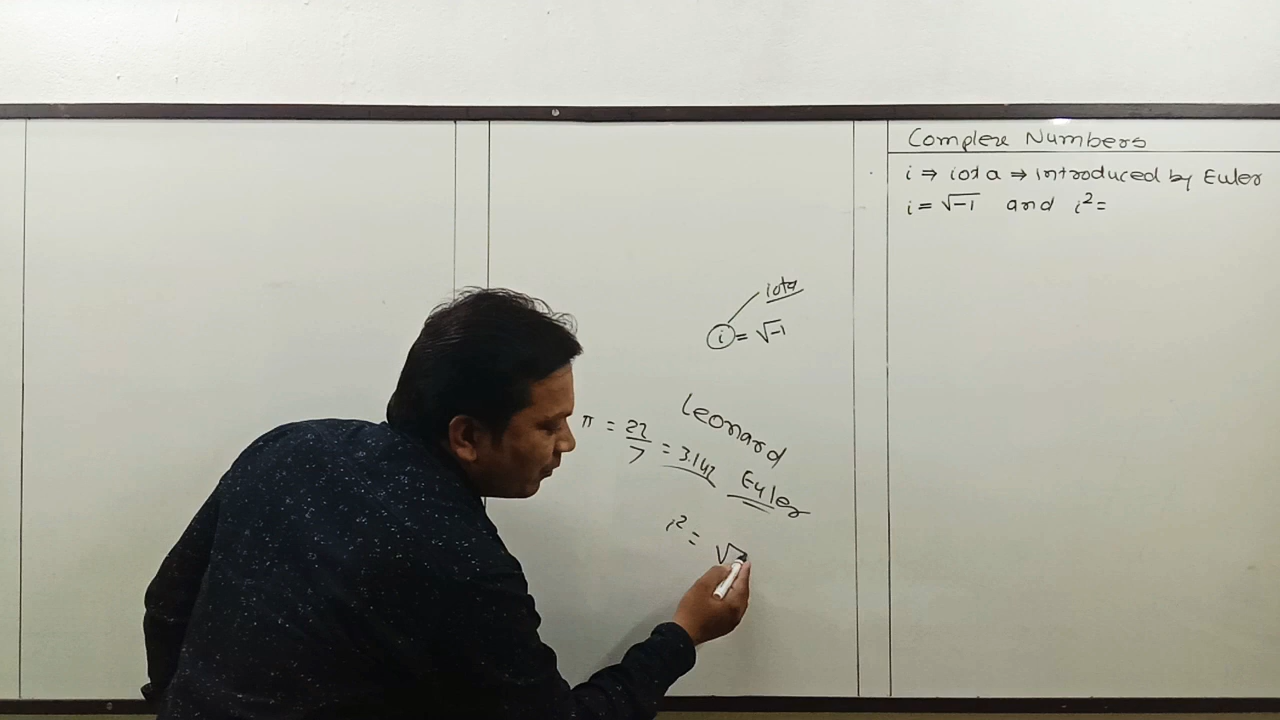 iota
i = √-1
Leonard
π = 22/7 = 3.142 Euler
i² = √
Complex Numbers
i ⇒ iota ⇒ introduced by Euler
i = √-1 and i² =